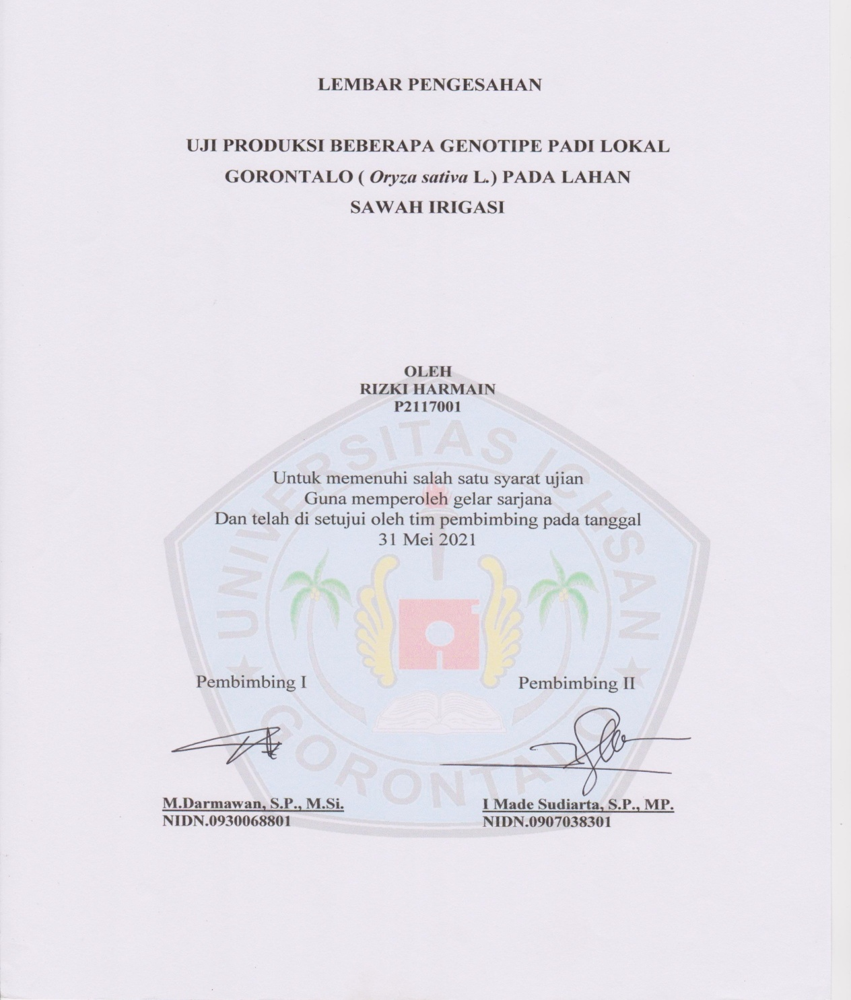 LEMBAR PENGESAHAN
UJI PRODUKSI BEBERAPA GENOTIPE PADI LOKAL
GORONTALO ( Oryza sativa L.) PADA LAHAN
SAWAH IRIGASI
OLEH
RIZKI HARMAIN
P2117001
UNIVERSITAS ICHSAN
GORONTALO
Untuk memenuhi salah satu syarat ujian
Guna memperoleh gelar sarjana
Dan telah di setujui oleh tim pembimbing pada tanggal
31 Mei 2021
Pembimbing I
Pembimbing II
M.Darmawan, S.P., M.Si.
NIDN.0930068801
I Made Sudiarta, S.P., MP.
NIDN.0907038301